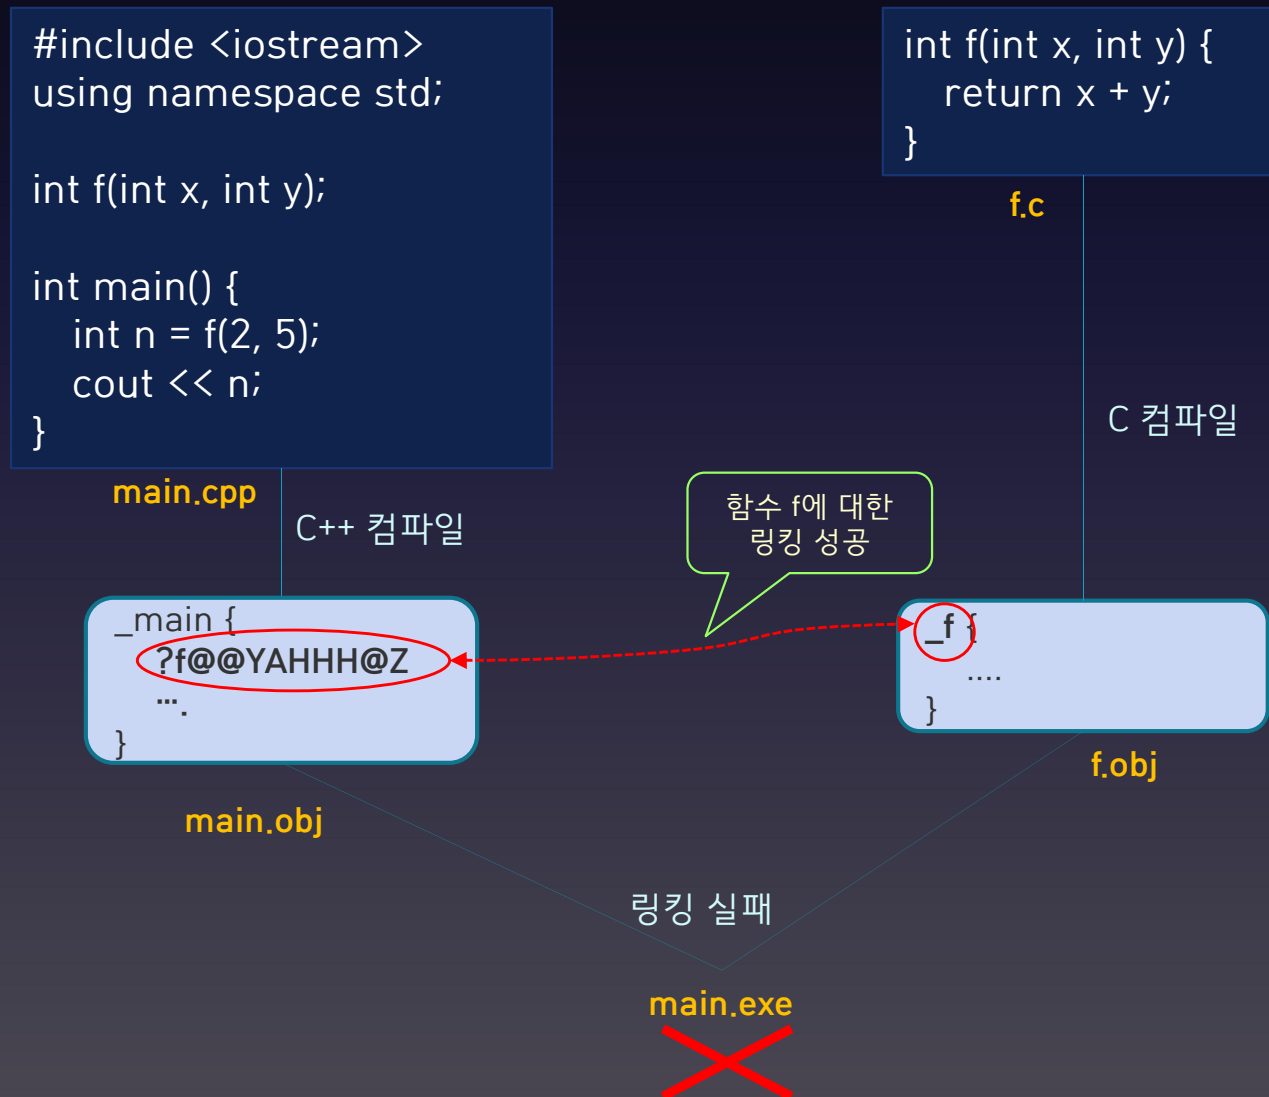 #include <iostream>
using namespace std;
int f(int x, int y);
int main() {
int n = f(2, 5);
cout << n;
}
main.cpp
C++ 컴파일
int f(int x, int y) {
return x + y;
}
f.c
C 컴파일
함수 f에 대한
링킹 성공
_main {
?f@@YAHHH@Z
….
}
main.obj
_f {
....
}
f.obj
링킹 실패
main.exe